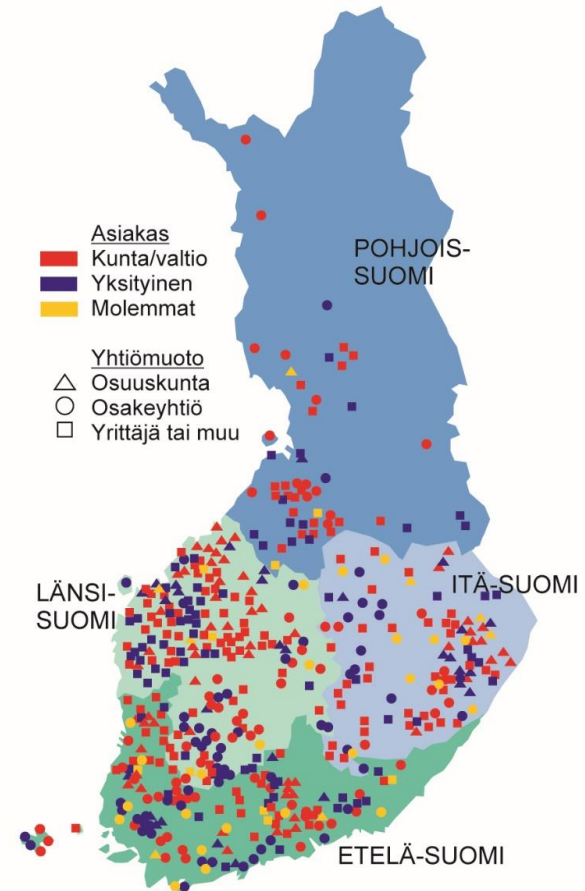 POHJOIS-
SUOMI
Asiakas
Kunta/valtio
Yksityinen
Molemmat
Yhtiömuoto
Osuuskunta
Osakeyhtiö
Yrittäjä tai muu
LÄNSI-
SUOMI
ITÄ-SUOMI
ETELÄ-SUOMI